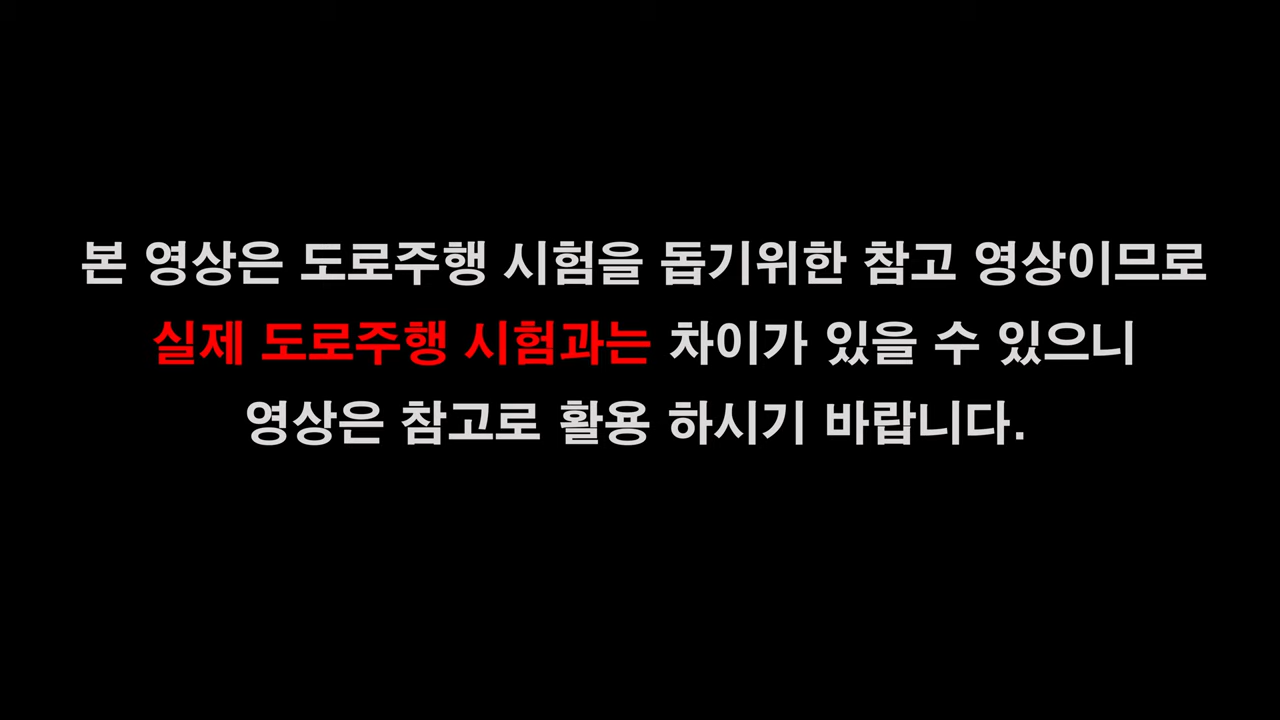 본 영상은 도로주행 시험을 돕기위한 참고 영상이므로
실제 도로주행 시험과는 차이가 있을 수 있으니
영상은 참고로 활용 하시기 바랍니다.